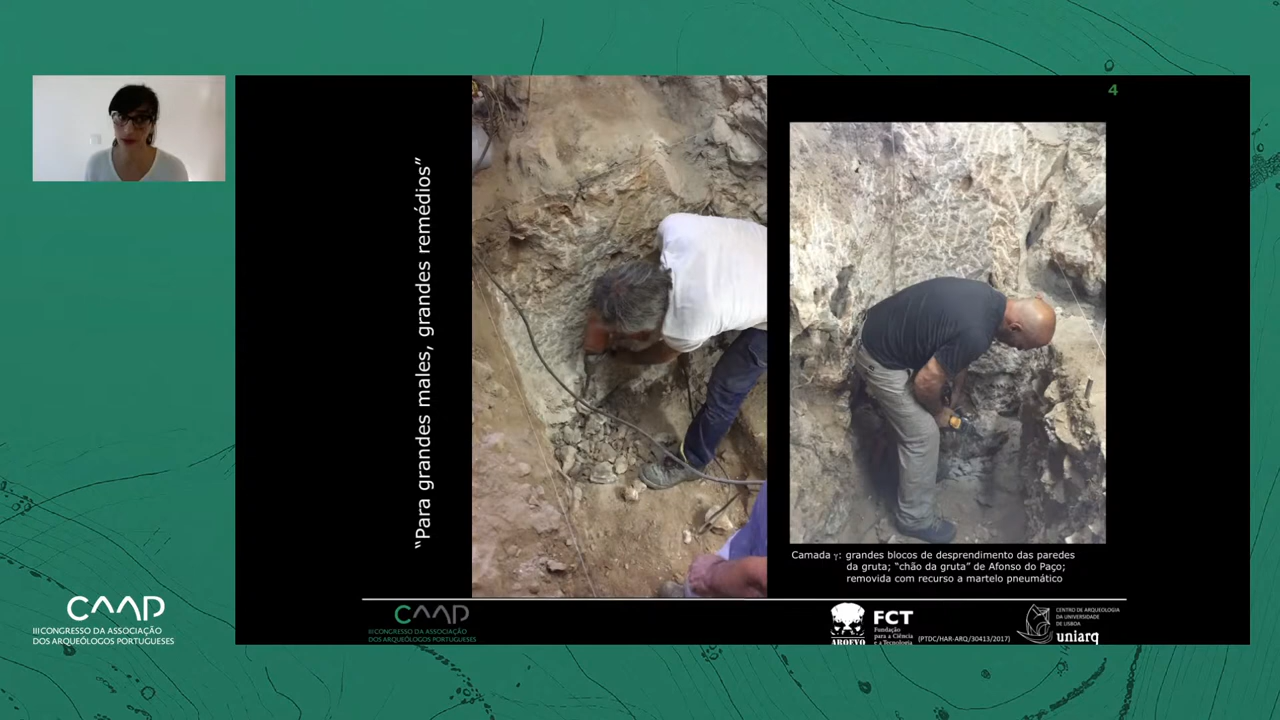 4
“Para grandes males, grandes remédios”
Camada γ: grandes blocos de desprendimento das paredes
da gruta; “chão da gruta” de Afonso do Paço;
removida com recurso a martelo pneumático
CAAP
III CONGRESSO DA ASSOCIAÇÃO
DOS ARQUEÓLOGOS PORTUGUESES
CAAP
III CONGRESSO DA ASSOCIAÇÃO
DOS ARQUEÓLOGOS PORTUGUESES
ARQEVO
FCT
Fundação
para a Ciência
e a Tecnologia
(PTDC/HAR-ARQ/30413/2017)
CENTRO DE ARQUEOLOGIA
DA UNIVERSIDADE
DE LISBOA
uniarq